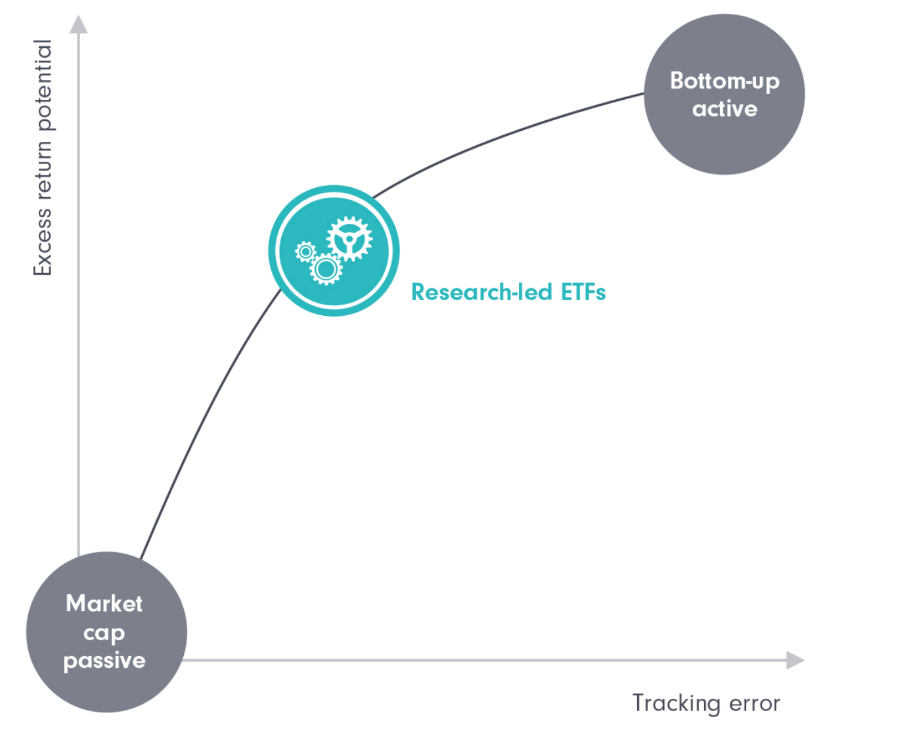 Excess return potential
Bottom-up
active
Research-led ETFs
Market
cap
passive
Tracking error